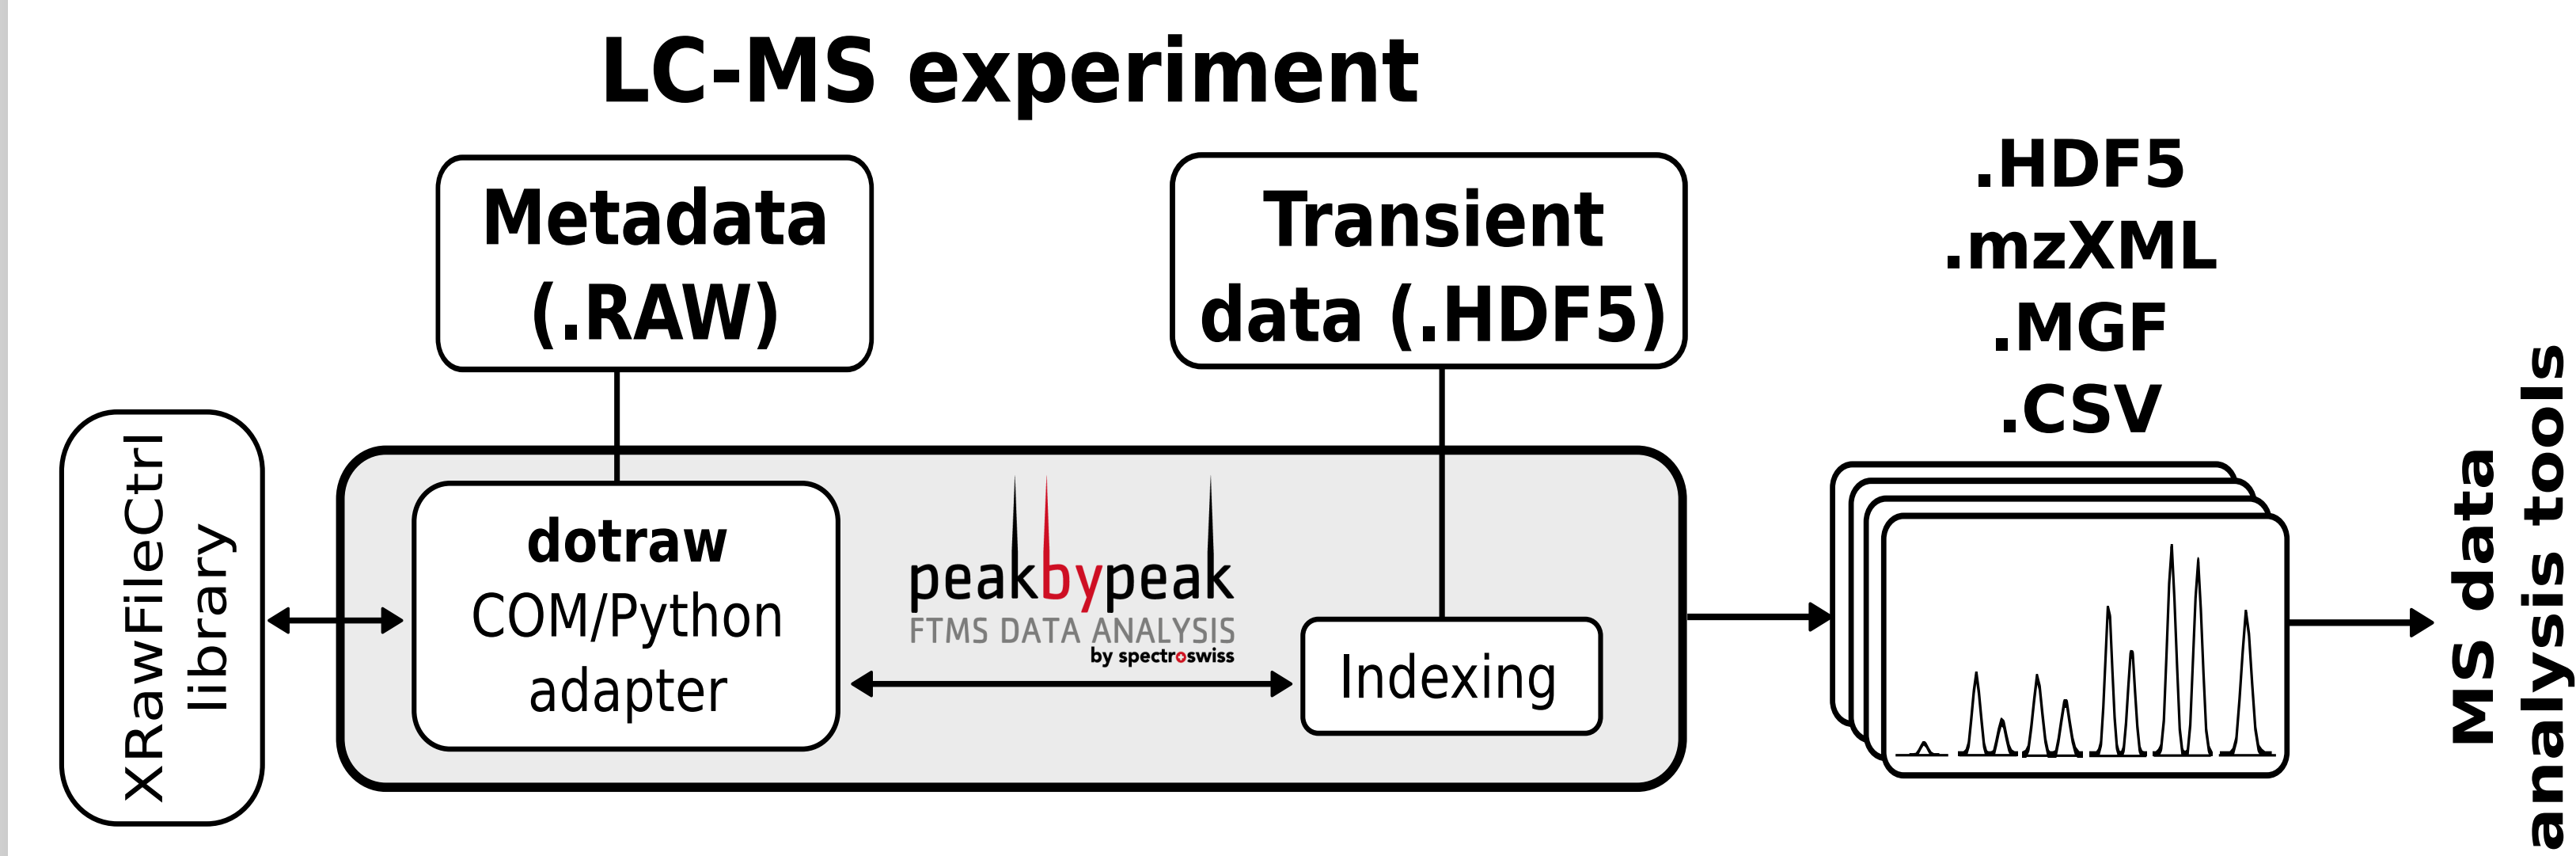 LC-MS experiment
Metadata
(.RAW)
Transient
data (.HDF5)
.HDF5
.mzXML
.MGF
.CSV
XRawFileCtrl
library
dotraw
COM/Python
adapter
peakbypeak
FTMS DATA ANALYSIS
by spectroswiss
Indexing
MS data
analysis tools